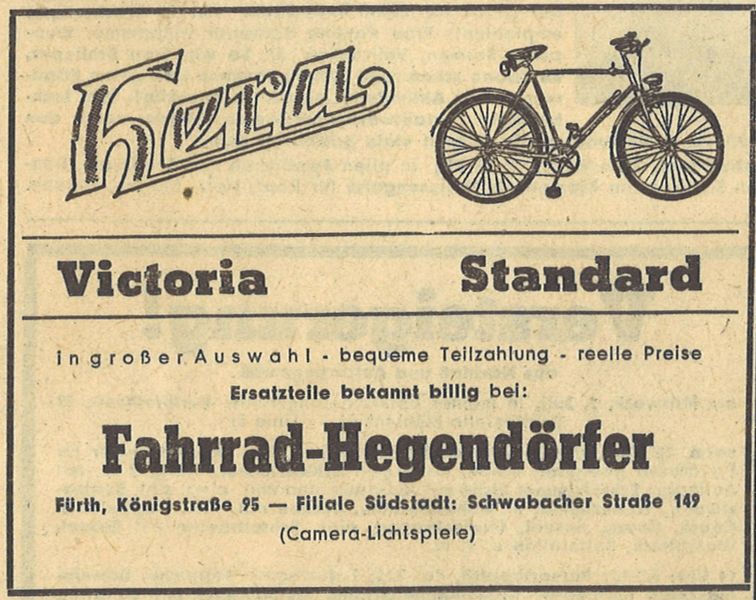 Hera
Victoria Standard
in großer Auswahl - bequeme Teilzahlung - reelle Preise
Ersatzteile bekannt billig bei:
Fahrrad-Hegendörfer
Fürth, Königstraße 95 — Filiale Südstadt: Schwabacher Straße 149
(Camera-Lichtspiele)